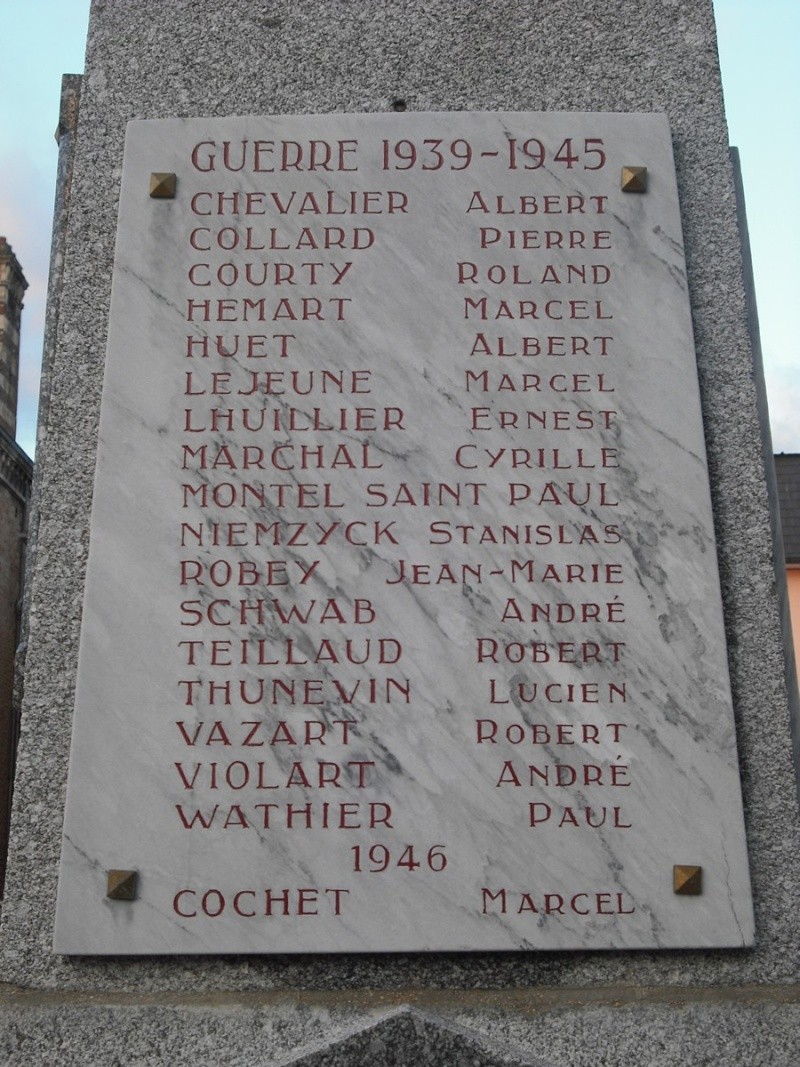 GUERRE 1939-1945
CHEVALIER ALBERT
COLLARD PIERRE
COURTY ROLAND
HEMART MARCEL
HUET ALBERT
LEJEUNE MARCEL
LHUILLIER ERNEST
MARCHAL CYRILLE
MONTEL SAINT PAUL
NIEMZYCK STANISLAS
ROBEY JEAN-MARIE
SCHWAB ANDRÉ
TEILLAUD ROBERT
THUNEVIN LUCIEN
VAZART ROBERT
VIOLART ANDRÉ
WATHIER PAUL
1946
COCHET MARCEL